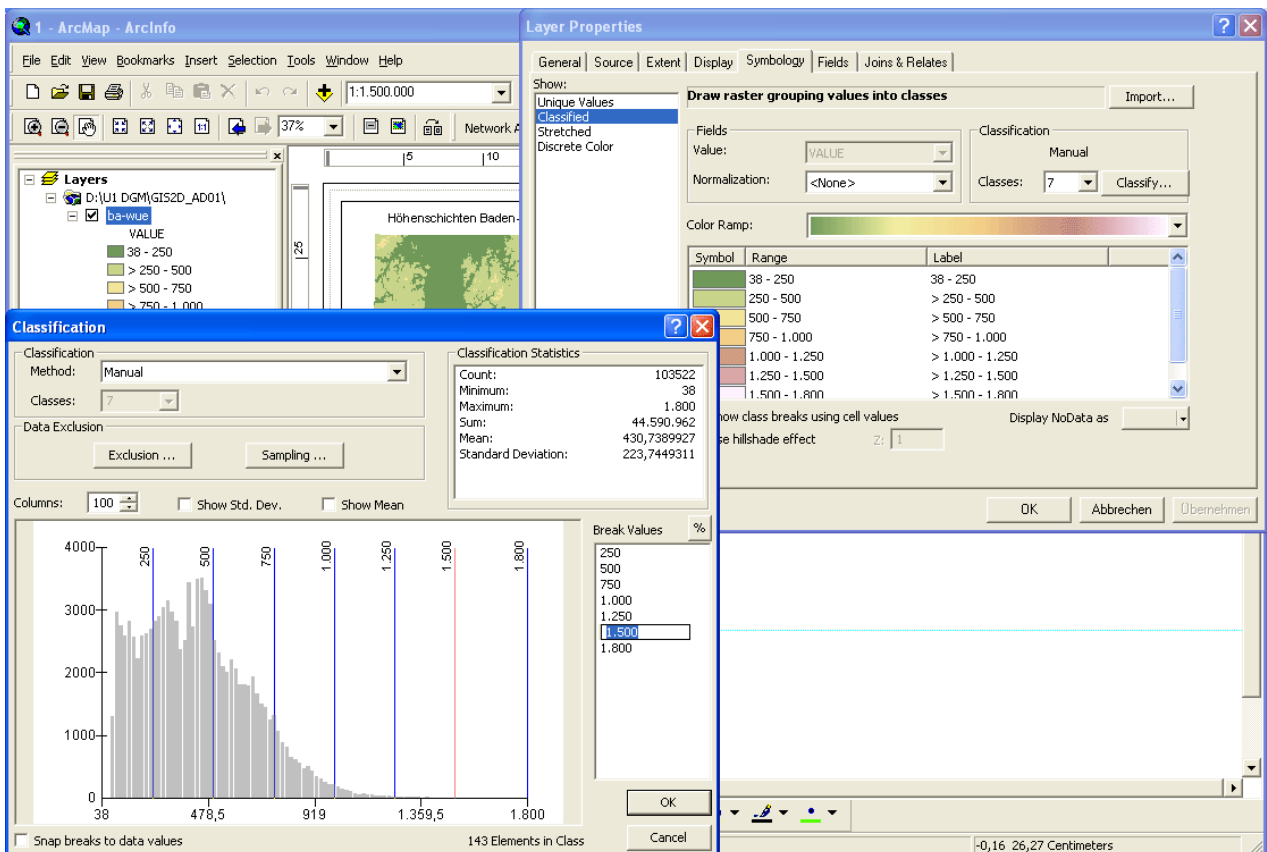 1 - ArcMap - ArcInfo
File Edit View Bookmarks Insert Selection Tools Window Help
1:1.500.000
37%
Network A
Layers
D:\U1 DGM\GIS2D_AD01\
ba-wue
VALUE
38 - 250
> 250 - 500
> 500 - 750
> 750 - 1.000
5 10
25
Höhenschichten Baden-
Layer Properties
General Source Extent Display Symbology Fields Joins & Relates
Show:
Unique Values
Classified
Stretched
Discrete Color
Draw raster grouping values into classes
Import...
Fields
Value: VALUE
Normalization: <None>
Classification
Manual
Classes: 7 Classify...
Color Ramp:
Symbol Range Label
38 - 250 38 - 250
250 - 500 > 250 - 500
500 - 750 > 500 - 750
750 - 1.000 > 750 - 1.000
1.000 - 1.250 > 1.000 - 1.250
1.250 - 1.500 > 1.250 - 1.500
1.500 - 1.800 > 1.500 - 1.800
how class breaks using cell values Display NoData as
se hillshade effect Z: 1
OK Abbrechen Übernehmen
Classification
Classification
Method: Manual
Classes: 7
Data Exclusion
Exclusion ... Sampling ...
Classification Statistics
Count: 103522
Minimum: 38
Maximum: 1.800
Sum: 44.590.962
Mean: 430,7389927
Standard Deviation: 223,7449311
Columns: 100 Show Std. Dev. Show Mean
Break Values %
250
500
750
1.000
1.250
1.500
1.800
250 500 750 1.000 1.250 1.500 1.800
4000
3000
2000
1000
0
38 478,5 919 1.359,5 1.800
OK
Cancel
Snap breaks to data values
143 Elements in Class
-0,16 26,27 Centimeters